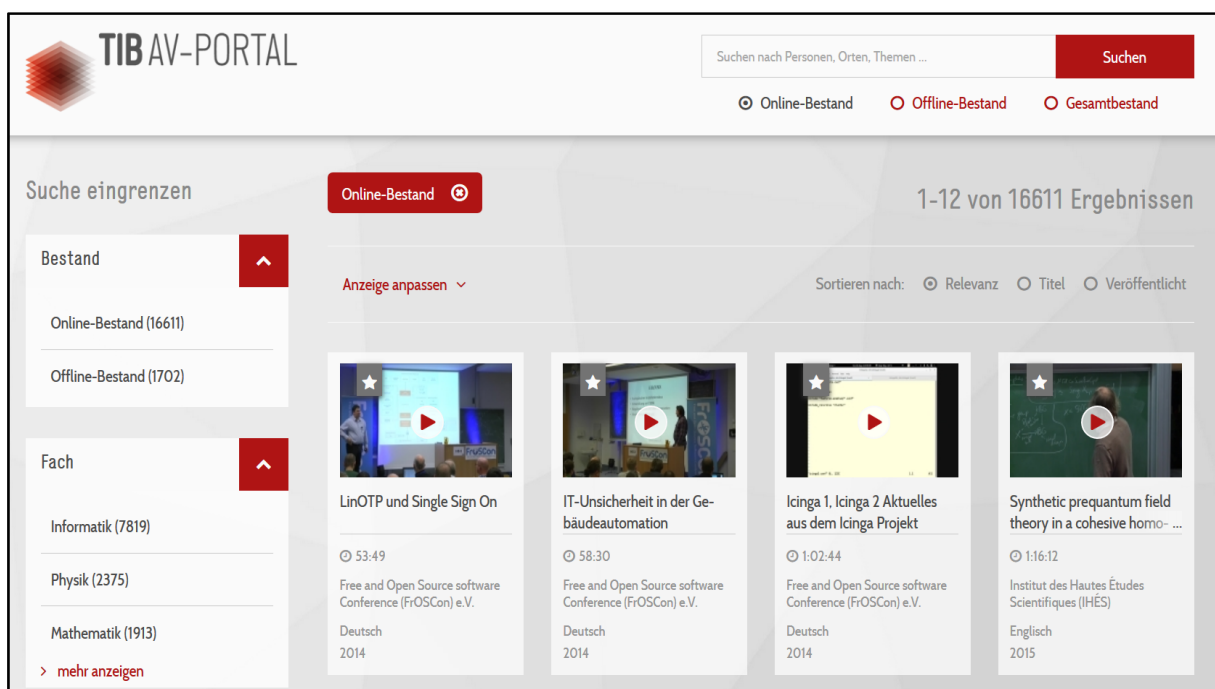 TIB AV-PORTAL
Suchen nach Personen, Orten, Themen ...
Suchen
Online-Bestand
Offline-Bestand
Gesamtbestand
Suche eingrenzen
Online-Bestand
1-12 von 16611 Ergebnissen
Bestand
Online-Bestand (16611)
Offline-Bestand (1702)
Fach
Informatik (7819)
Physik (2375)
Mathematik (1913)
mehr anzeigen
Anzeige anpassen
Sortieren nach:
Relevanz
Titel
Veröffentlicht
FrOSCon
LinOTP und Single Sign On
53:49
Free and Open Source software
Conference (FrOSCon) e.V.
Deutsch
2014
FrOSCon
IT-Unsicherheit in der Ge-
bäudeautomation
58:30
Free and Open Source software
Conference (FrOSCon) e.V.
Deutsch
2014
Icinga 1, Icinga 2 Aktuelles
aus dem Icinga Projekt
1:02:44
Free and Open Source software
Conference (FrOSCon) e.V.
Deutsch
2014
Synthetic prequantum field
theory in a cohesive homo- ...
1:16:12
Institut des Hautes Études
Scientifiques (IHÉS)
Englisch
2015